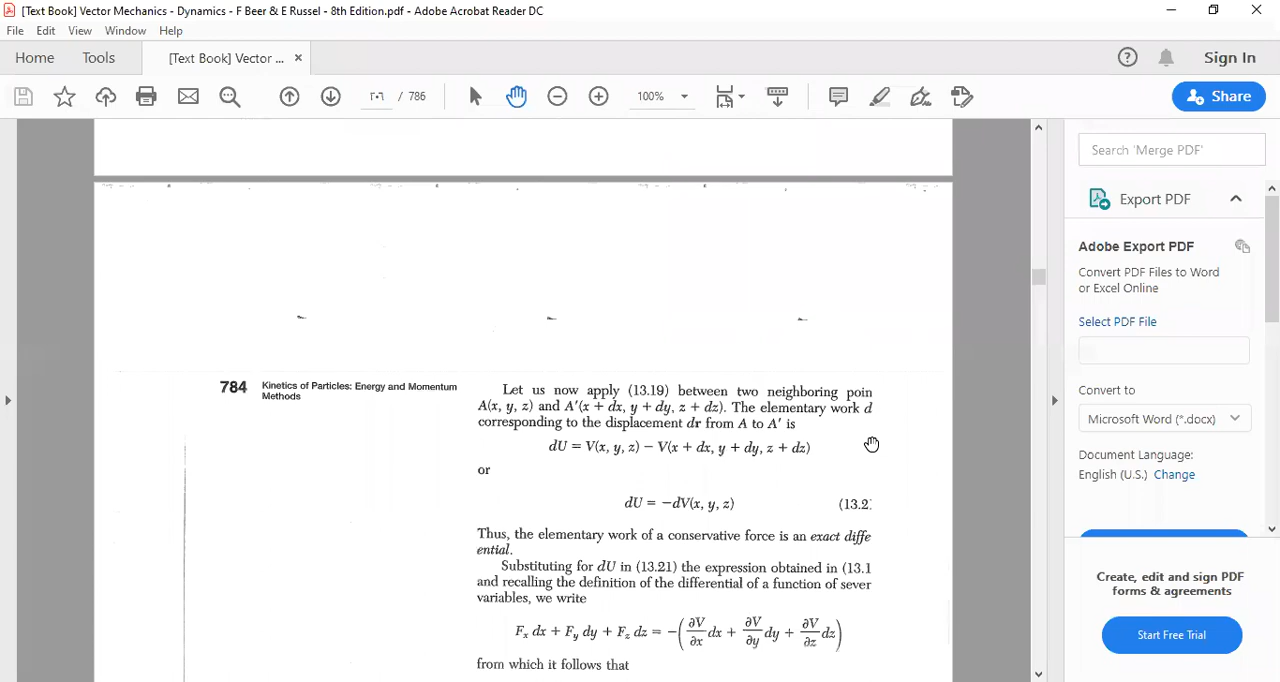 [Text Book] Vector Mechanics - Dynamics - F Beer & E Russel - 8th Edition.pdf - Adobe Acrobat Reader DC
File Edit View Window Help
Home Tools [Text Book] Vector ... ×
Sign In
۲۰۱ / 786
100%
Share
Search 'Merge PDF'
Export PDF
Adobe Export PDF
Convert PDF Files to Word
or Excel Online
Select PDF File
Convert to
Microsoft Word (*.docx)
Document Language:
English (U.S.) Change
Create, edit and sign PDF
forms & agreements
Start Free Trial
784 Kinetics of Particles: Energy and Momentum
Methods
Let us now apply (13.19) between two neighboring poin
A(x, y, z) and A′(x + dx, y + dy, z + dz). The elementary work d
corresponding to the displacement dr from A to A′ is
dU = V(x, y, z) − V(x + dx, y + dy, z + dz)
or
dU = −dV(x, y, z) (13.2
Thus, the elementary work of a conservative force is an exact diffe
ential.
Substituting for dU in (13.21) the expression obtained in (13.1
and recalling the definition of the differential of a function of sever
variables, we write
Fx dx + Fy dy + Fz dz = −(∂V/∂x dx + ∂V/∂y dy + ∂V/∂z dz)
from which it follows that